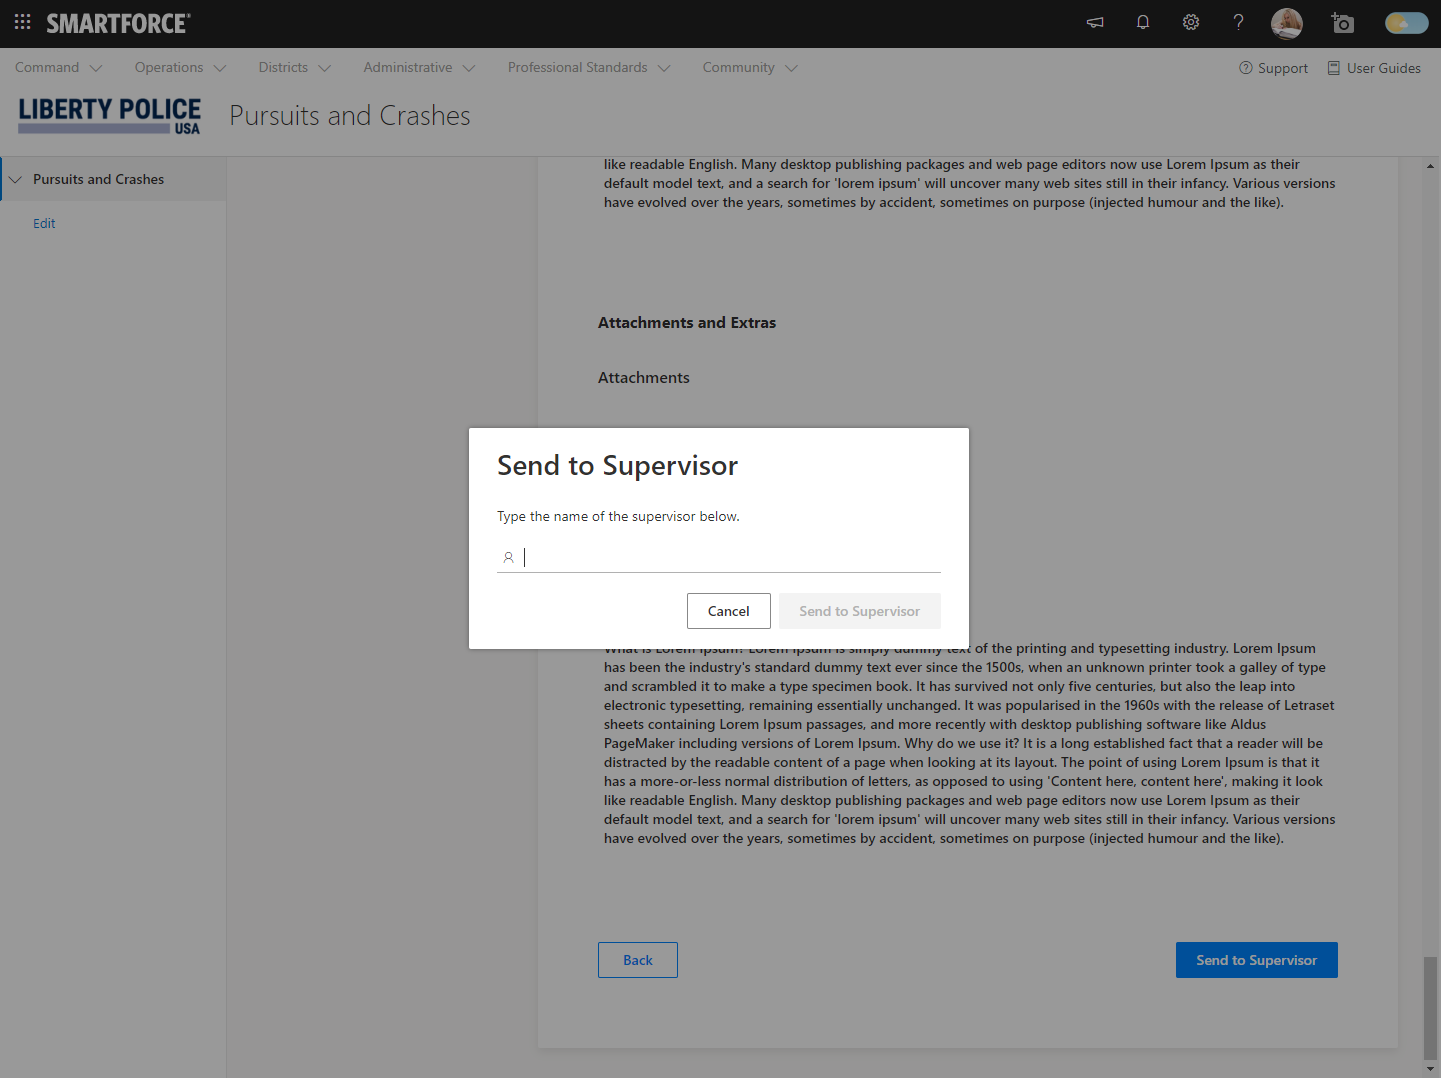 SMARTFORCE®
Command
Operations
Districts
Administrative
Professional Standards
Community
Support
User Guides
LIBERTY POLICE
USA
Pursuits and Crashes
Pursuits and Crashes
Edit
like readable English. Many desktop publishing packages and web page editors now use Lorem Ipsum as their
default model text, and a search for 'lorem ipsum' will uncover many web sites still in their infancy. Various versions
have evolved over the years, sometimes by accident, sometimes on purpose (injected humour and the like).
Attachments and Extras
Attachments
Send to Supervisor
Type the name of the supervisor below.
Cancel
Send to Supervisor
What is Lorem Ipsum? Lorem Ipsum is simply dummy text of the printing and typesetting industry. Lorem Ipsum
has been the industry's standard dummy text ever since the 1500s, when an unknown printer took a galley of type
and scrambled it to make a type specimen book. It has survived not only five centuries, but also the leap into
electronic typesetting, remaining essentially unchanged. It was popularised in the 1960s with the release of Letraset
sheets containing Lorem Ipsum passages, and more recently with desktop publishing software like Aldus
PageMaker including versions of Lorem Ipsum. Why do we use it? It is a long established fact that a reader will be
distracted by the readable content of a page when looking at its layout. The point of using Lorem Ipsum is that it
has a more-or-less normal distribution of letters, as opposed to using 'Content here, content here', making it look
like readable English. Many desktop publishing packages and web page editors now use Lorem Ipsum as their
default model text, and a search for 'lorem ipsum' will uncover many web sites still in their infancy. Various versions
have evolved over the years, sometimes by accident, sometimes on purpose (injected humour and the like).
Back
Send to Supervisor